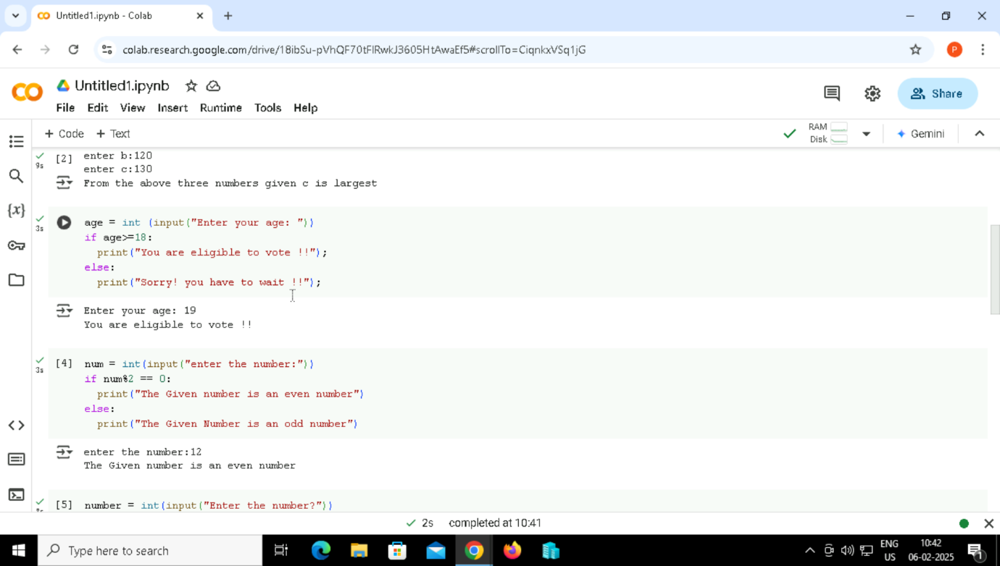 Untitled1.ipynb - Colab
colab.research.google.com/drive/18ibSu-pVhQF70tFlRwkJ3605HtAwaEf5#scrollTo=CiqnkxVSq1jG
P
Untitled1.ipynb
File Edit View Insert Runtime Tools Help
Share
+ Code + Text
RAM
Disk
Gemini
9s
[2] enter b:120
enter c:130
From the above three numbers given c is largest
3s
age = int (input("Enter your age: "))
if age>=18:
print("You are eligible to vote !!");
else:
print("Sorry! you have to wait !!");
Enter your age: 19
You are eligible to vote !!
3s
[4] num = int(input("enter the number:"))
if num%2 == 0:
print("The Given number is an even number")
else:
print("The Given Number is an odd number")
enter the number:12
The Given number is an even number
[5] number = int(input("Enter the number?"))
2s completed at 10:41
Type here to search
ENG
US
10:42
06-02-2025
1